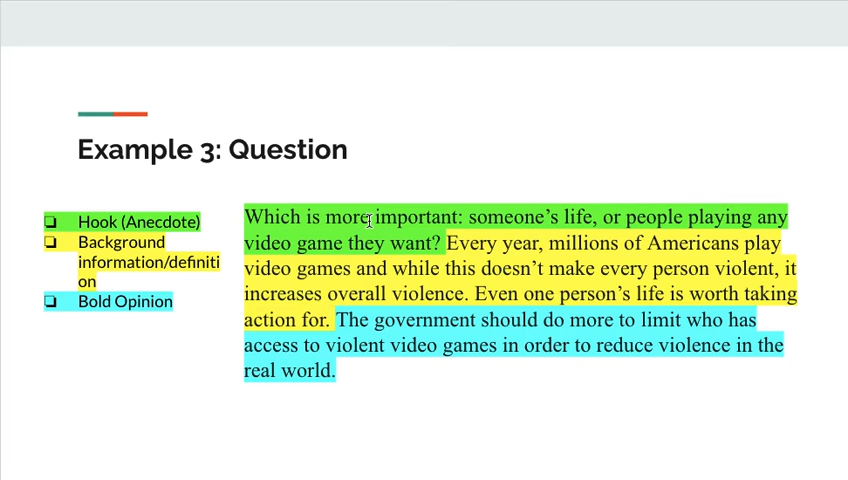 Example 3: Question
Hook (Anecdote)
Background
information/definiti
on
Bold Opinion
Which is more important: someone’s life, or people playing any
video game they want? Every year, millions of Americans play
video games and while this doesn’t make every person violent, it
increases overall violence. Even one person’s life is worth taking
action for. The government should do more to limit who has
access to violent video games in order to reduce violence in the
real world.